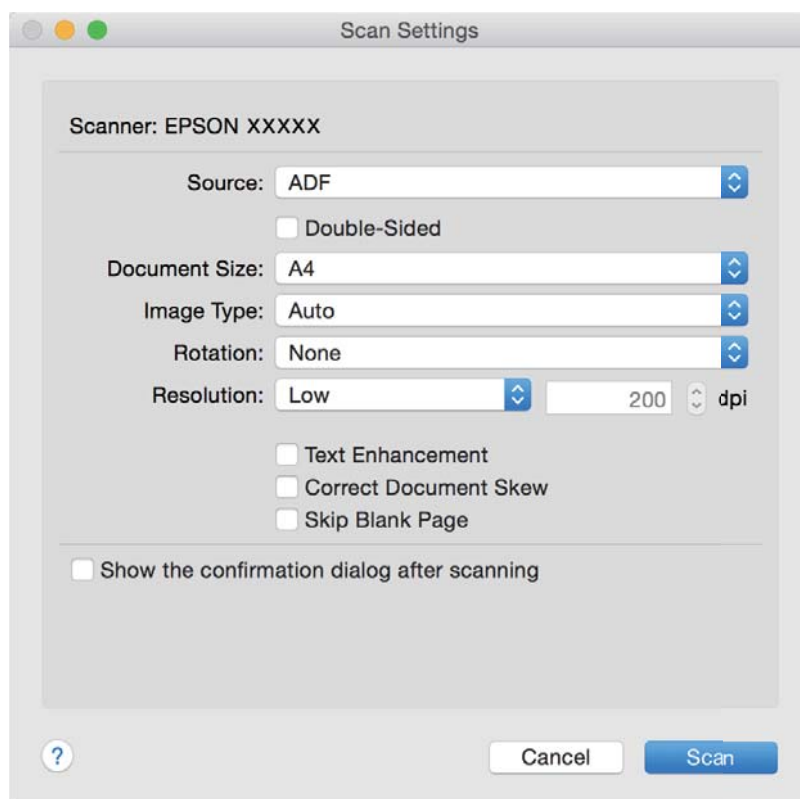 Scan Settings
Scanner: EPSON XXXXX
Source: ADF
Double-Sided
Document Size: A4
Image Type: Auto
Rotation: None
Resolution: Low 200 dpi
Text Enhancement
Correct Document Skew
Skip Blank Page
Show the confirmation dialog after scanning
? Cancel Scan